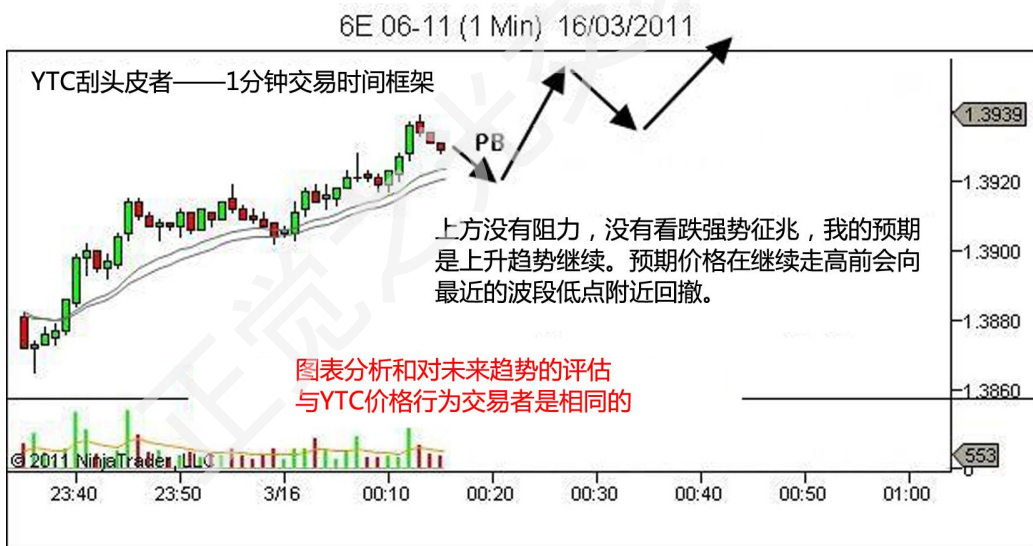 6E 06-11 (1 Min) 16/03/2011
YTC刮头皮者——1分钟交易时间框架
1.3939
PB
1.3920
上方没有阻力，没有看跌强势征兆，我的预期
是上升趋势继续。预期价格在继续走高前会向
最近的波段低点附近回撤。
1.3900
1.3880
图表分析和对未来趋势的评估
与YTC价格行为交易者是相同的
1.3860
© 2011 NinjaTrader, LLC
553
0
23:40 23:50 3/16 00:10 00:20 00:30 00:40 00:50 01:00
正觉之光交